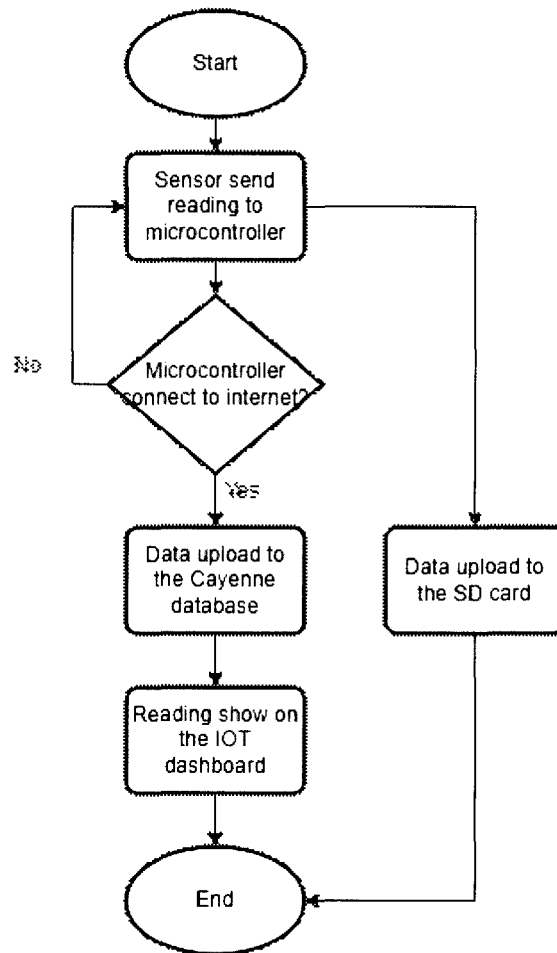 Start
Sensor send
reading to
microcontroller
No
Microcontroller
connect to internet?
Yes
Data upload to
the Cayenne
database
Data upload to
the SD card
Reading show on
the IOT
dashboard
End